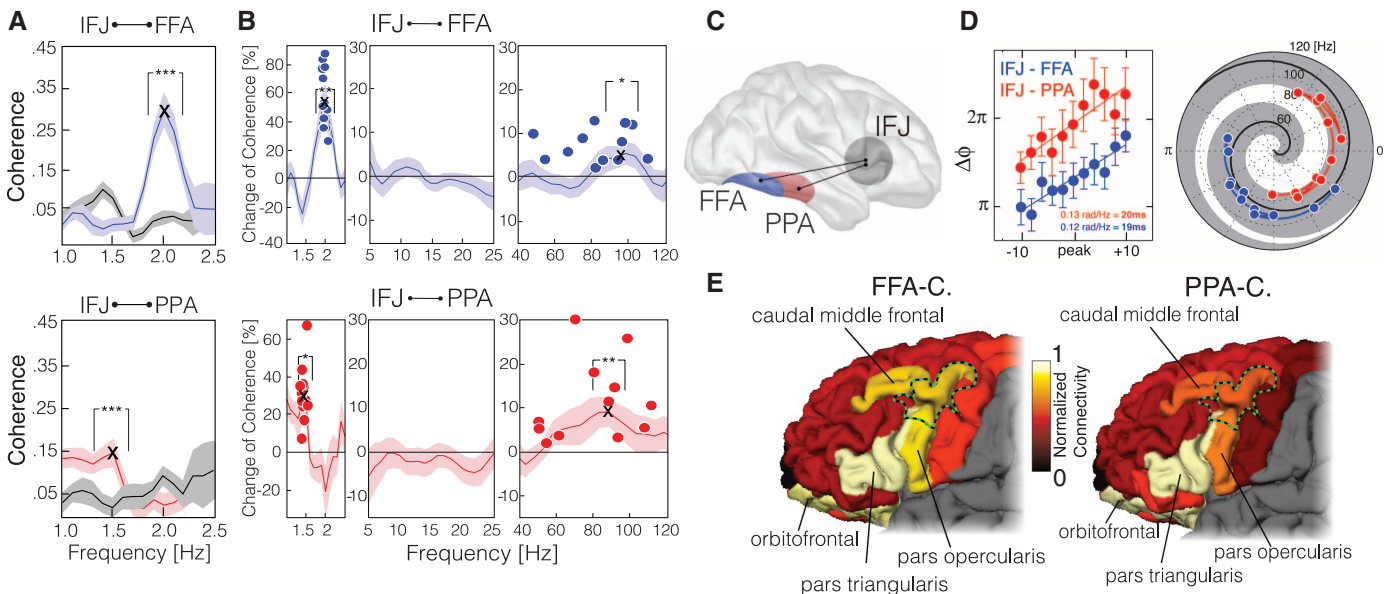 A
IFJ FFA
Coherence
.45
.35
.25
.15
.05
***
1.0 1.5 2.0 2.5
IFJ PPA
Coherence
.45
.35
.25
.15
.05
***
1.0 1.5 2.0 2.5
Frequency [Hz]
B
IFJ FFA
Change of Coherence [%]
80
60
40
20
0
-20
-40
**
1.5 2
30
20
10
0
-10
5 10 15 20 25
30
20
10
0
10
*
40 60 80 100 120
IFJ PPA
Change of Coherence [%]
60
40
20
0
-20
*
1.5 2
30
20
10
0
-10
5 10 15 20 25
30
20
10
0
-10
**
40 60 80 100 120
Frequency [Hz]
C
IFJ
FFA
PPA
D
IFJ - FFA
IFJ - PPA
Δϕ
2π
π
0.13 rad/Hz = 20ms
0.12 rad/Hz = 19ms
-10 peak +10
120 [Hz]
100
80
60
π
0
E
FFA-C.
caudal middle frontal
orbitofrontal
pars triangularis
pars opercularis
1
0
Normalized
Connectivity
PPA-C.
caudal middle frontal
orbitofrontal
pars triangularis
pars opercularis